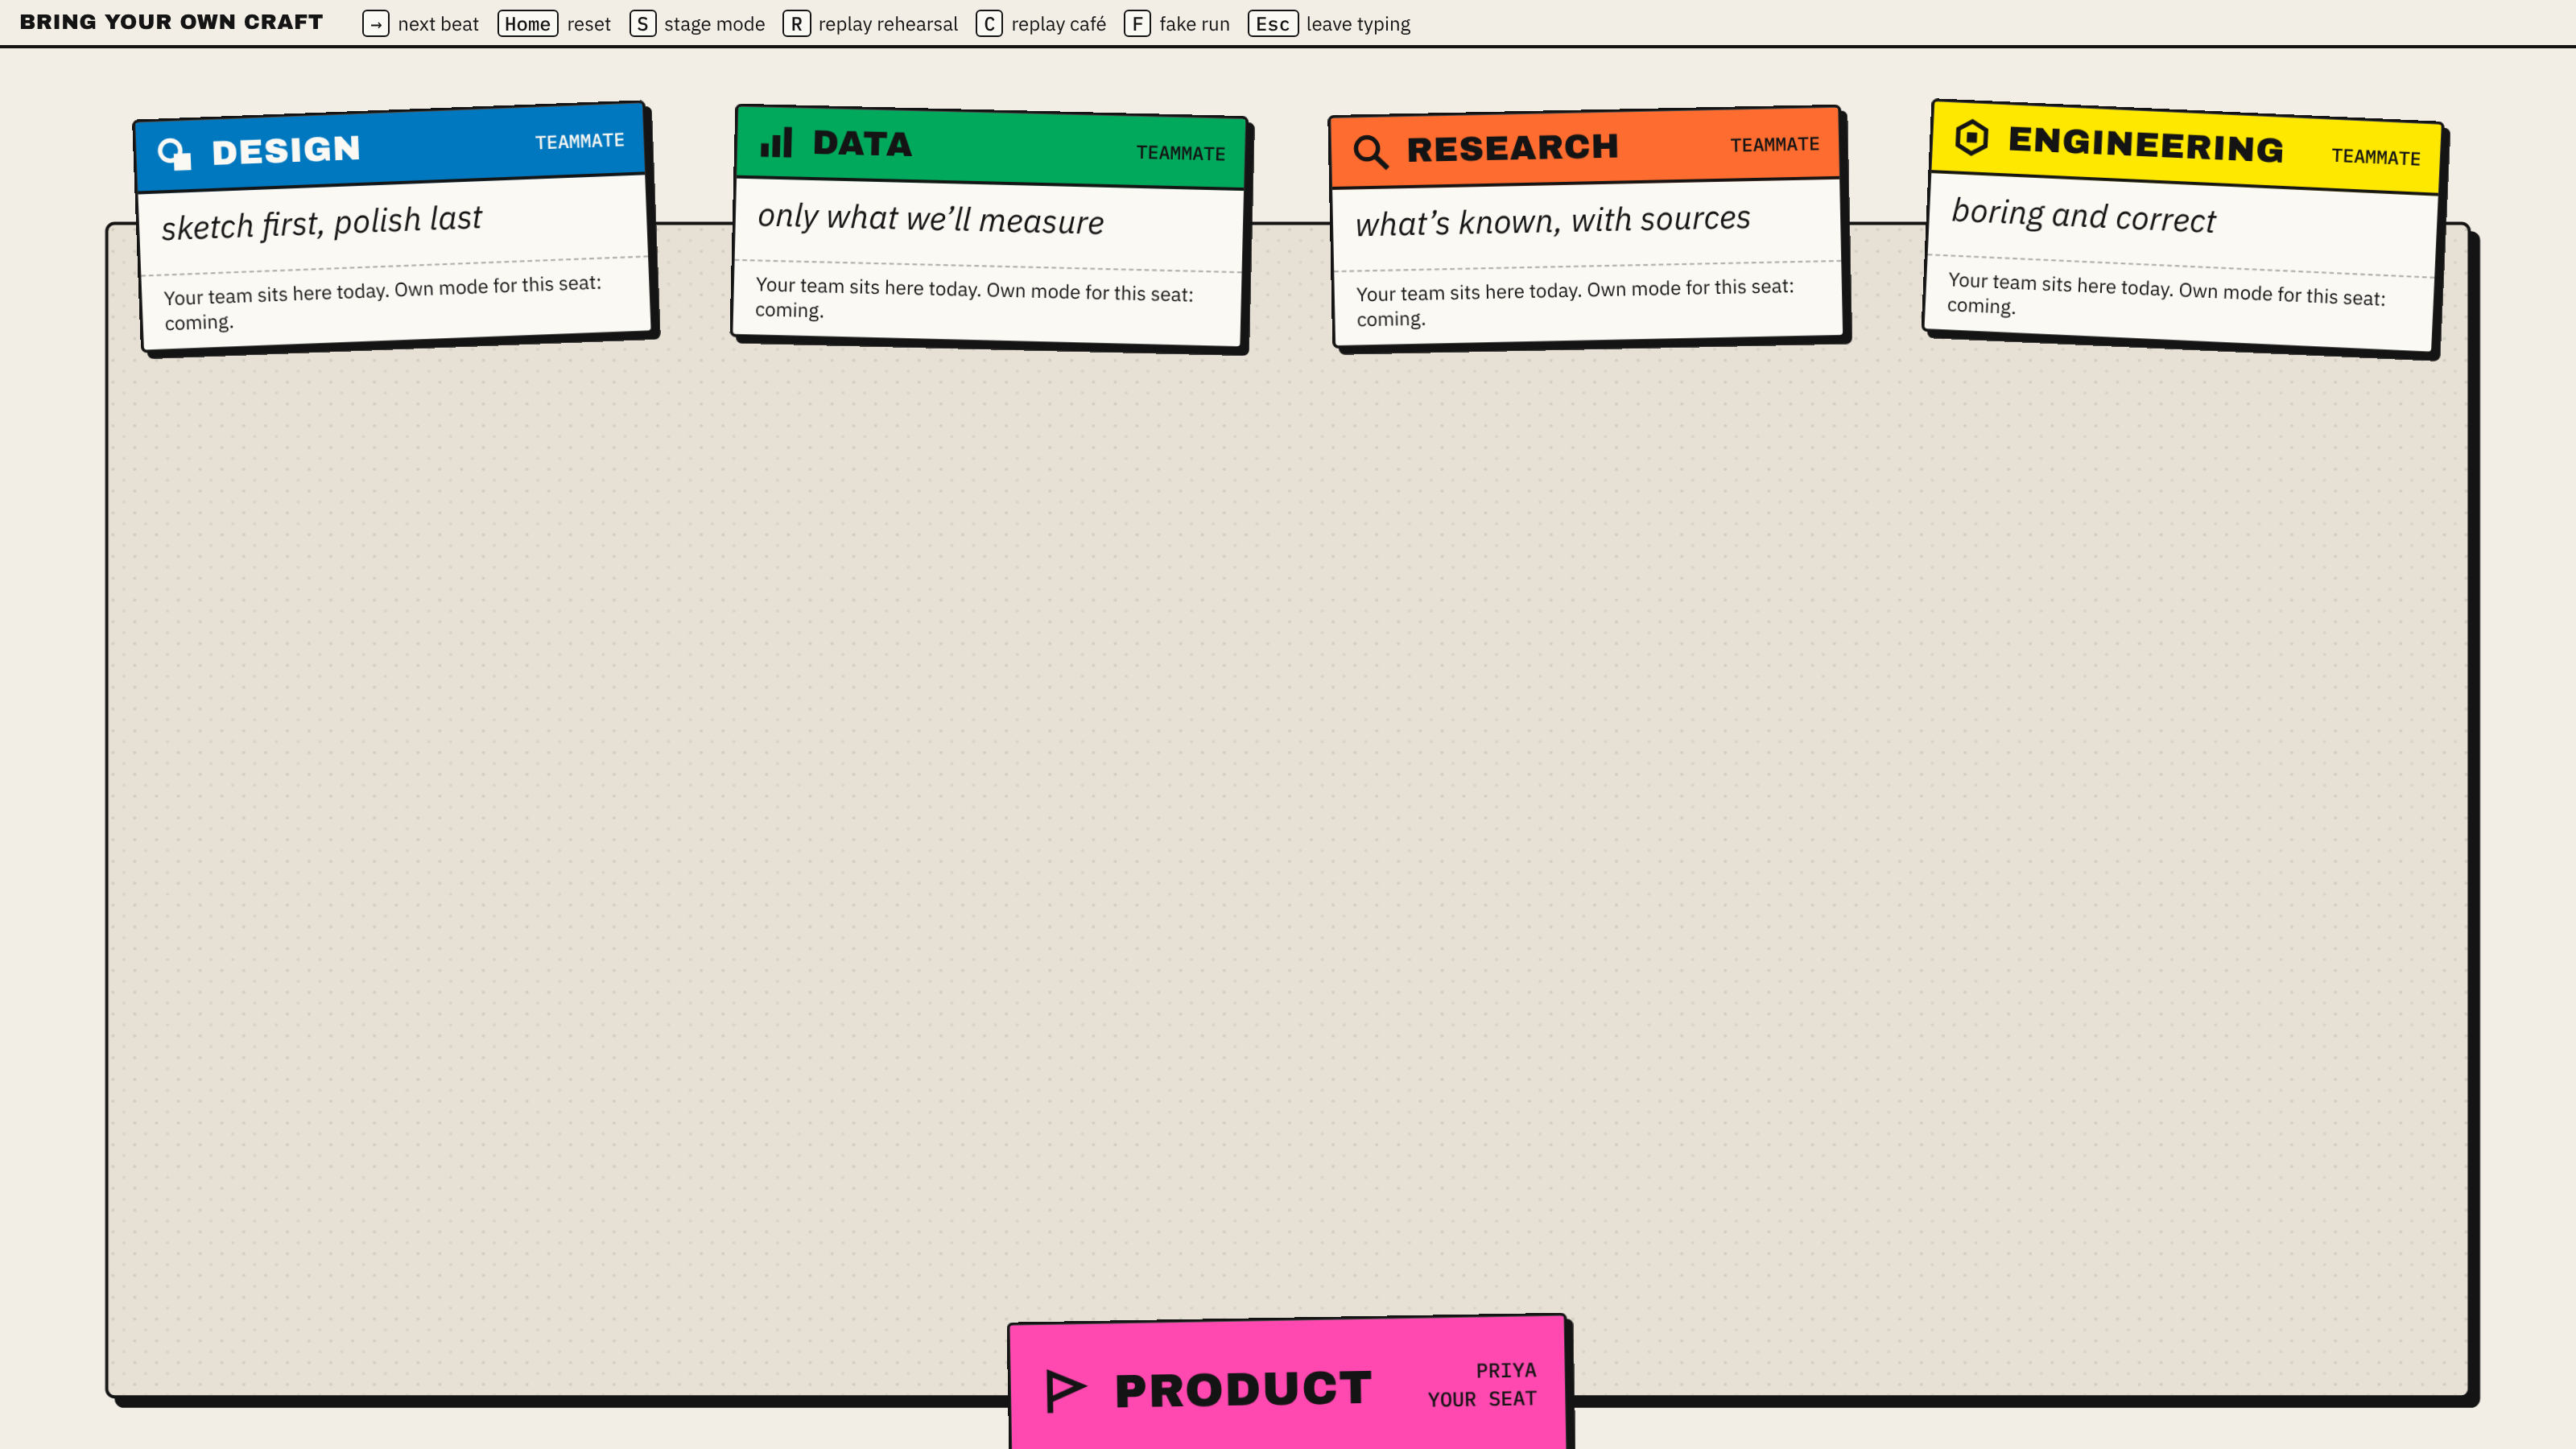 BRING YOUR OWN CRAFT → next beat Home reset S stage mode R replay rehearsal C replay café F fake run Esc leave typing
DESIGN TEAMMATE
sketch first, polish last
Your team sits here today. Own mode for this seat:
coming.
DATA TEAMMATE
only what we’ll measure
Your team sits here today. Own mode for this seat:
coming.
RESEARCH TEAMMATE
what’s known, with sources
Your team sits here today. Own mode for this seat:
coming.
ENGINEERING TEAMMATE
boring and correct
Your team sits here today. Own mode for this seat:
coming.
PRODUCT
PRIYA
YOUR SEAT